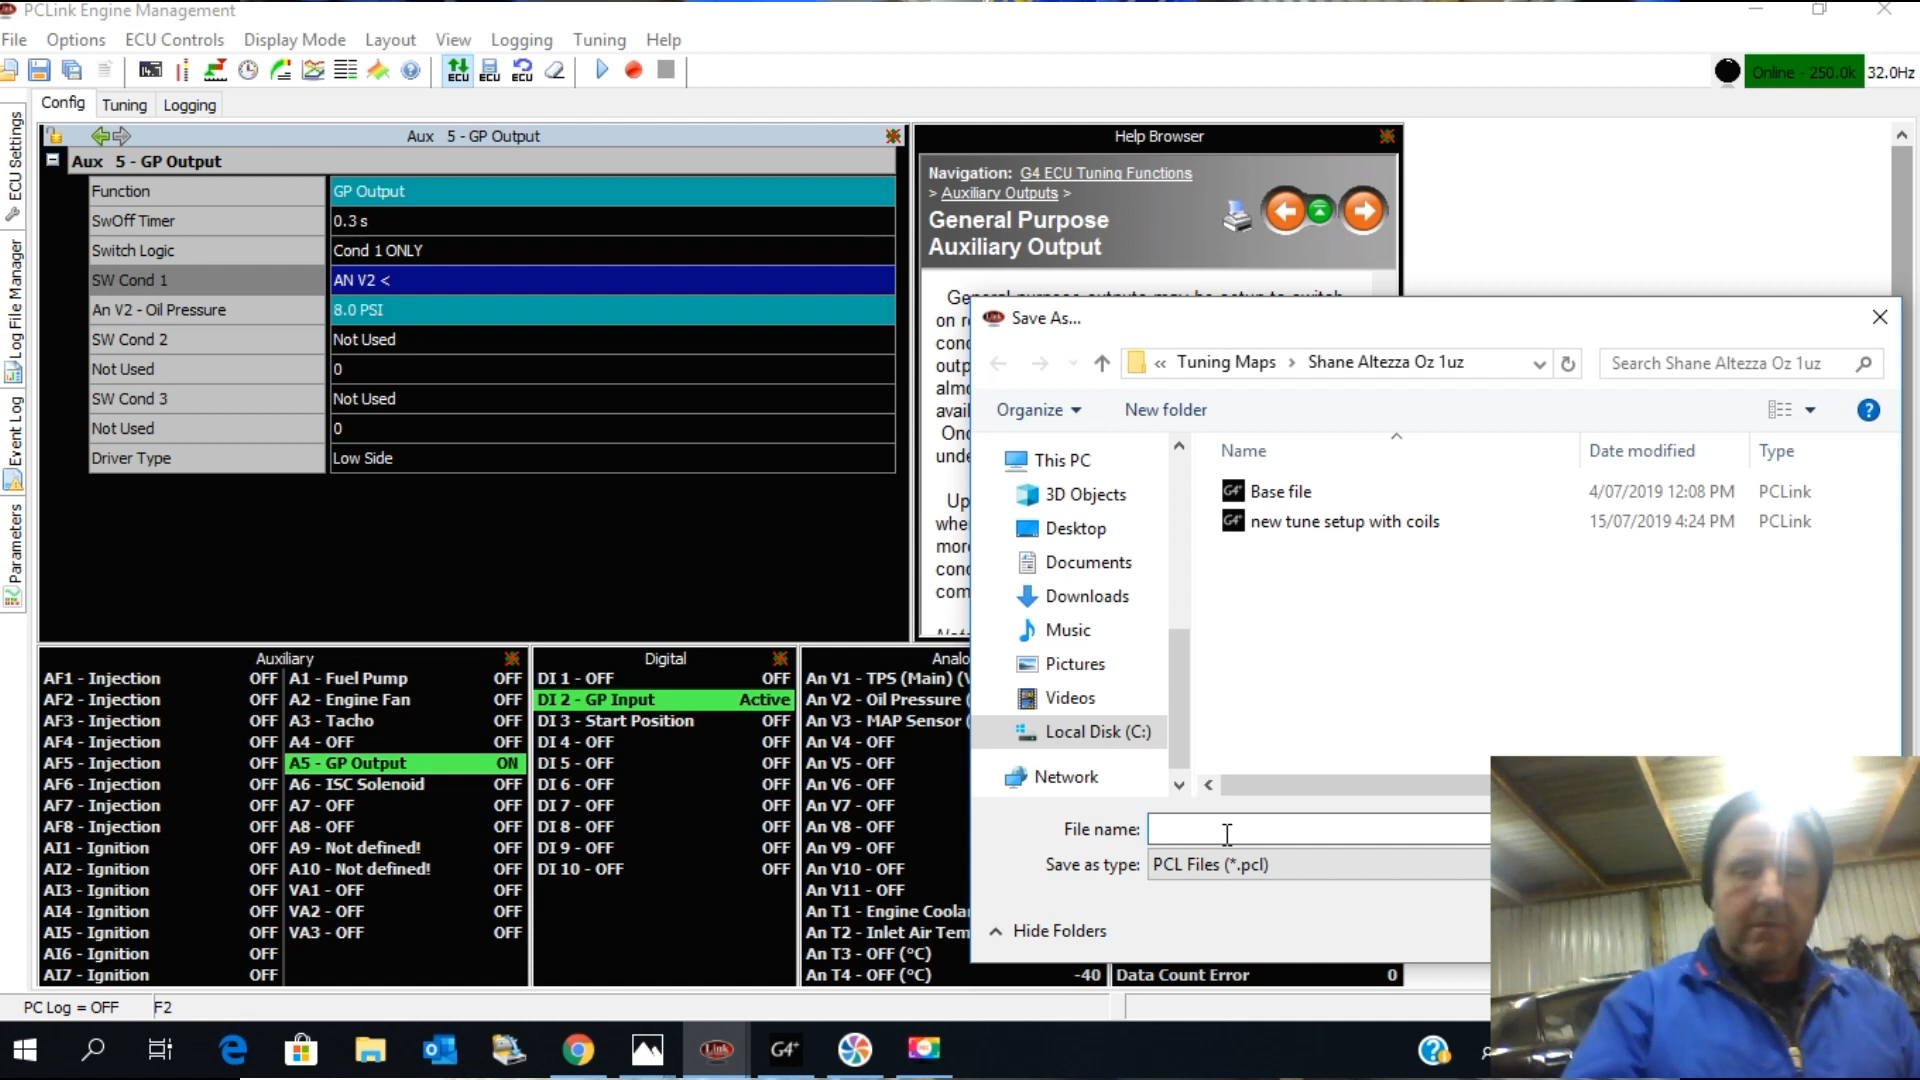 PCLink Engine Management
File Options ECU Controls Display Mode Layout View Logging Tuning Help
ECU ECU ECU
Online - 250.0k 32.0Hz
Config Tuning Logging
ECU Settings
Log File Manager
Event Log
Parameters
Aux 5 - GP Output
Aux 5 - GP Output
Function GP Output
SwOff Timer 0.3 s
Switch Logic Cond 1 ONLY
SW Cond 1 AN V2 <
An V2 - Oil Pressure 8.0 PSI
SW Cond 2 Not Used
Not Used 0
SW Cond 3 Not Used
Not Used 0
Driver Type Low Side
Help Browser
Navigation: G4 ECU Tuning Functions
> Auxiliary Outputs >
General Purpose
Auxiliary Output
Save As...
« Tuning Maps > Shane Altezza Oz 1uz
Search Shane Altezza Oz 1uz
Organize New folder
Name Date modified Type
This PC
3D Objects
Desktop
Documents
Downloads
Music
Pictures
Videos
Local Disk (C:)
Network
G4+ Base file 4/07/2019 12:08 PM PCLink
G4+ new tune setup with coils 15/07/2019 4:24 PM PCLink
File name:
Save as type: PCL Files (*.pcl)
Hide Folders
Auxiliary
AF1 - Injection OFF A1 - Fuel Pump OFF
AF2 - Injection OFF A2 - Engine Fan OFF
AF3 - Injection OFF A3 - Tacho OFF
AF4 - Injection OFF A4 - OFF OFF
AF5 - Injection OFF A5 - GP Output ON
AF6 - Injection OFF A6 - ISC Solenoid OFF
AF7 - Injection OFF A7 - OFF OFF
AF8 - Injection OFF A8 - OFF OFF
AI1 - Ignition OFF A9 - Not defined! OFF
AI2 - Ignition OFF A10 - Not defined! OFF
AI3 - Ignition OFF VA1 - OFF OFF
AI4 - Ignition OFF VA2 - OFF OFF
AI5 - Ignition OFF VA3 - OFF OFF
AI6 - Ignition OFF
AI7 - Ignition OFF
Digital
DI 1 - OFF OFF
DI 2 - GP Input Active
DI 3 - Start Position OFF
DI 4 - OFF OFF
DI 5 - OFF OFF
DI 6 - OFF OFF
DI 7 - OFF OFF
DI 8 - OFF OFF
DI 9 - OFF OFF
DI 10 - OFF OFF
An V1 - TPS (Main)
An V2 - Oil Pressure
An V3 - MAP Sensor
An V4 - OFF
An V5 - OFF
An V6 - OFF
An V7 - OFF
An V8 - OFF
An V9 - OFF
An V10 - OFF
An V11 - OFF
An T1 - Engine
An T2 - Inlet Air
An T3 - OFF (°C)
An T4 - OFF (°C) -40 Data Count Error 0
PC Log = OFF F2
Link G4+